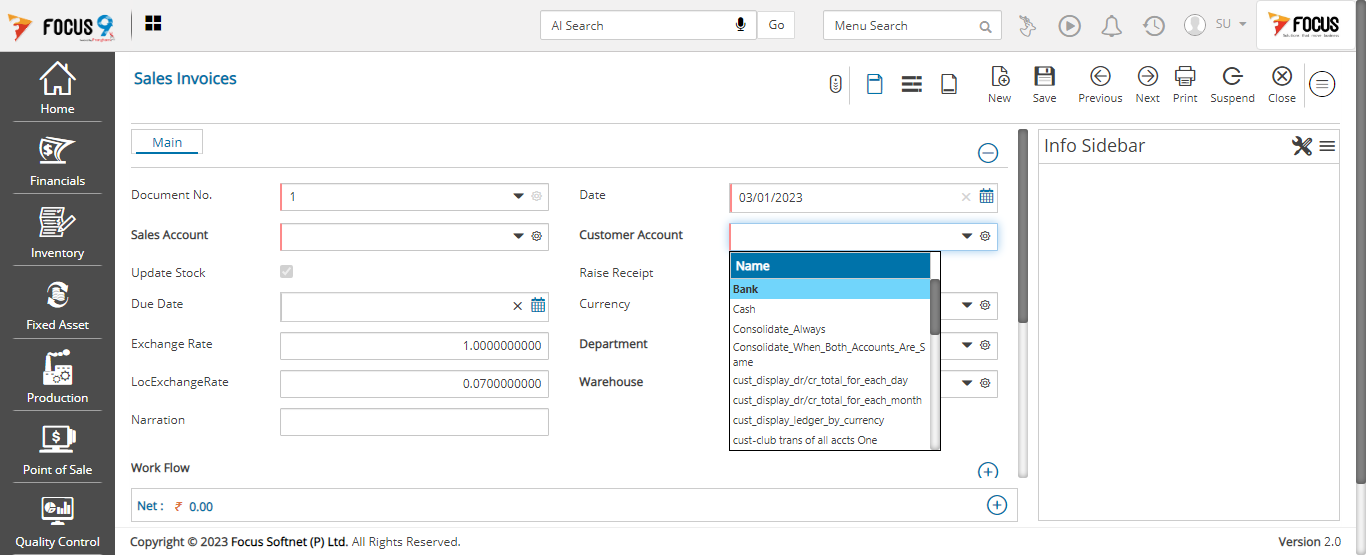 FOCUS 9
AI Search
Go
Menu Search
SU
FOCUS
Sales Invoices
New
Save
Previous
Next
Print
Suspend
Close
Home
Financials
Inventory
Fixed Asset
Production
Point of Sale
Quality Control
Main
Info Sidebar
Document No.
1
Date
03/01/2023
Sales Account
Customer Account
Name
Bank
Cash
Consolidate_Always
Consolidate_When_Both_Accounts_Are_S
ame
cust_display_dr/cr_total_for_each_day
cust_display_dr/cr_total_for_each_month
cust_display_ledger_by_currency
cust-club trans of all accts One
Update Stock
Raise Receipt
Due Date
Currency
Exchange Rate
1.0000000000
Department
LocExchangeRate
0.0700000000
Warehouse
Narration
Work Flow
Net : ₹ 0.00
Copyright © 2023 Focus Softnet (P) Ltd. All Rights Reserved.
Version 2.0